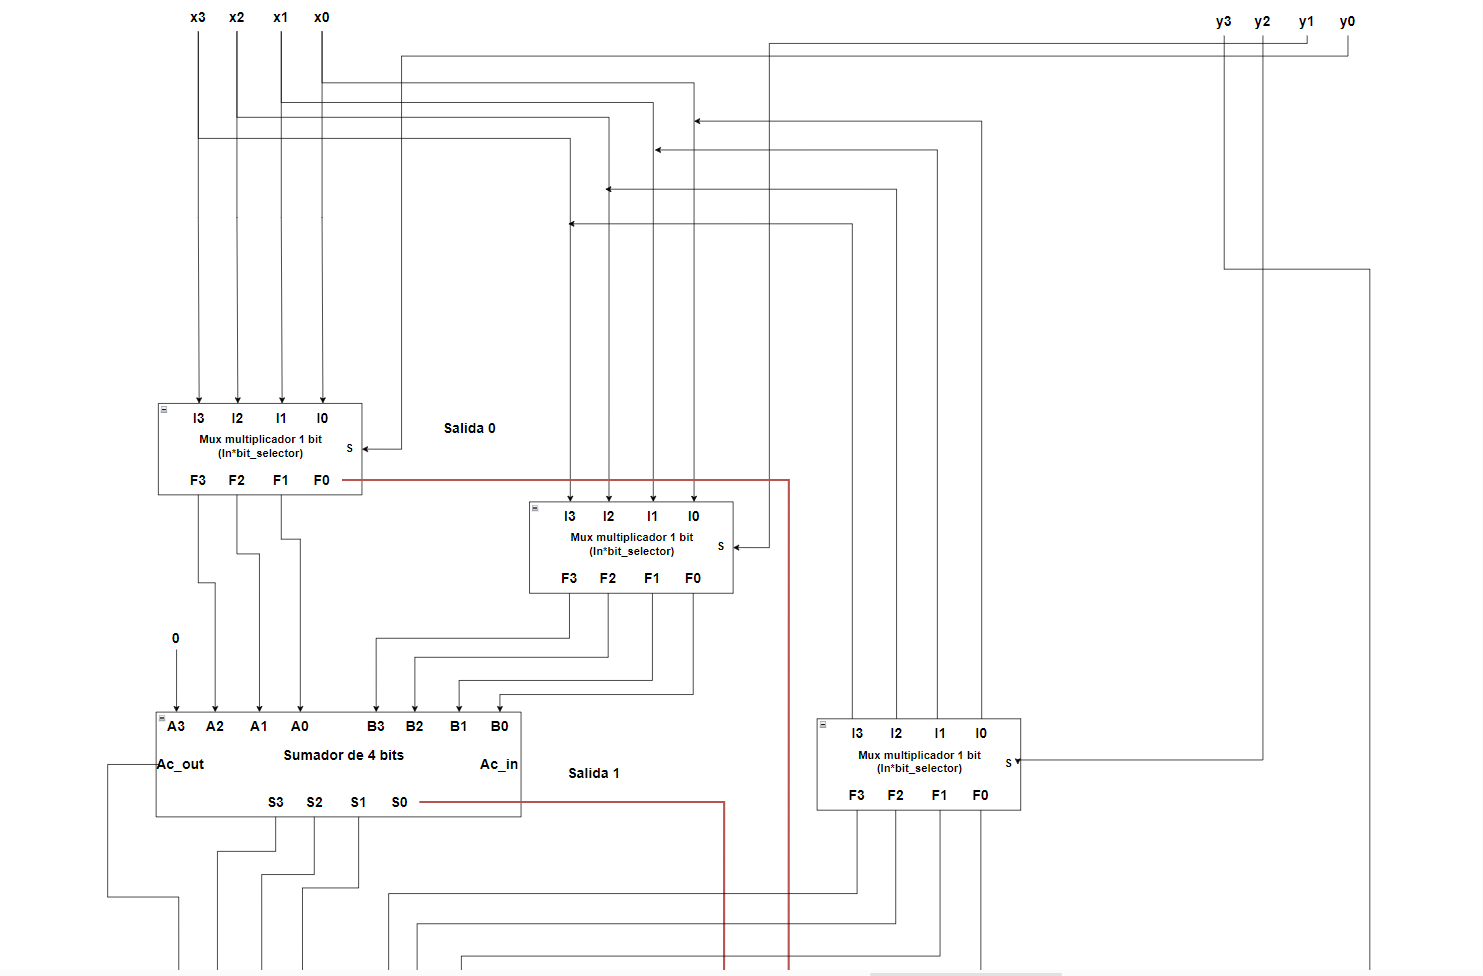 x3 x2 x1 x0
y3 y2 y1 y0
I3 I2 I1 I0
Mux multiplicador 1 bit
(In*bit_selector)
S
F3 F2 F1 F0
Salida 0
I3 I2 I1 I0
Mux multiplicador 1 bit
(In*bit_selector)
S
F3 F2 F1 F0
0
A3 A2 A1 A0 B3 B2 B1 B0
Sumador de 4 bits
Ac_out Ac_in
S3 S2 S1 S0
Salida 1
I3 I2 I1 I0
Mux multiplicador 1 bit
(In*bit_selector)
S
F3 F2 F1 F0